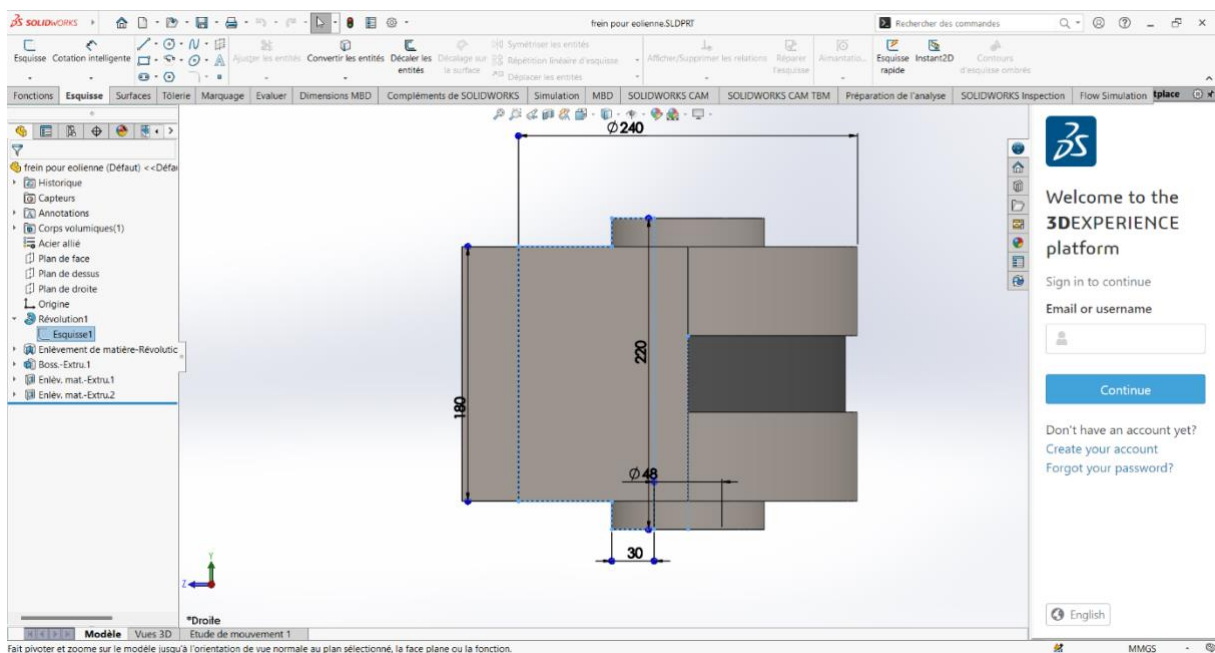 3S SOLIDWORKS
frein pour eolienne.SLDPRT
Rechercher des commandes
Esquisse
Cotation intelligente
Ajuster les entités
Convertir les entités
Décaler les entités
Décalage sur la surface
Symétriser les entités
Répétition linéaire d'esquisse
Déplacer les entités
Afficher/Supprimer les relations
Réparer l'esquisse
Aimantatio...
Esquisse rapide
Instant2D
Contours d'esquisse ombrés
Fonctions
Esquisse
Surfaces
Tôlerie
Marquage
Evaluer
Dimensions MBD
Compléments de SOLIDWORKS
Simulation
MBD
SOLIDWORKS CAM
SOLIDWORKS CAM TBM
Préparation de l'analyse
SOLIDWORKS Inspection
Flow Simulation
tplace
frein pour eolienne (Défaut) <<Défau
Historique
Capteurs
Annotations
Corps volumiques(1)
Acier allié
Plan de face
Plan de dessus
Plan de droite
Origine
Révolution1
Esquisse1
Enlèvement de matière-Révolutic
Boss.-Extru.1
Enlèv. mat.-Extru.1
Enlèv. mat.-Extru.2
Ø240
220
180
Ø48
30
Y
Z
*Droite
3S
Welcome to the
3DEXPERIENCE
platform
Sign in to continue
Email or username
Continue
Don't have an account yet?
Create your account
Forgot your password?
English
Modèle
Vues 3D
Etude de mouvement 1
Fait pivoter et zoome sur le modèle jusqu'à l'orientation de vue normale au plan sélectionné, la face plane ou la fonction.
MMGS